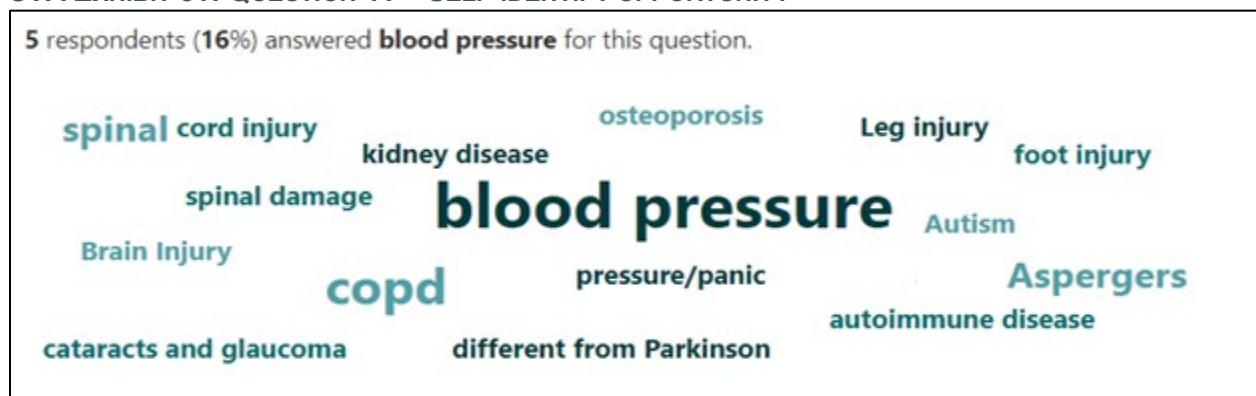 5 respondents (16%) answered blood pressure for this question.
osteoporosis
spinal cord injury
Leg injury
kidney disease
foot injury
spinal damage
blood pressure
Autism
Brain Injury
copd
pressure/panic
Aspergers
autoimmune disease
cataracts and glaucoma
different from Parkinson